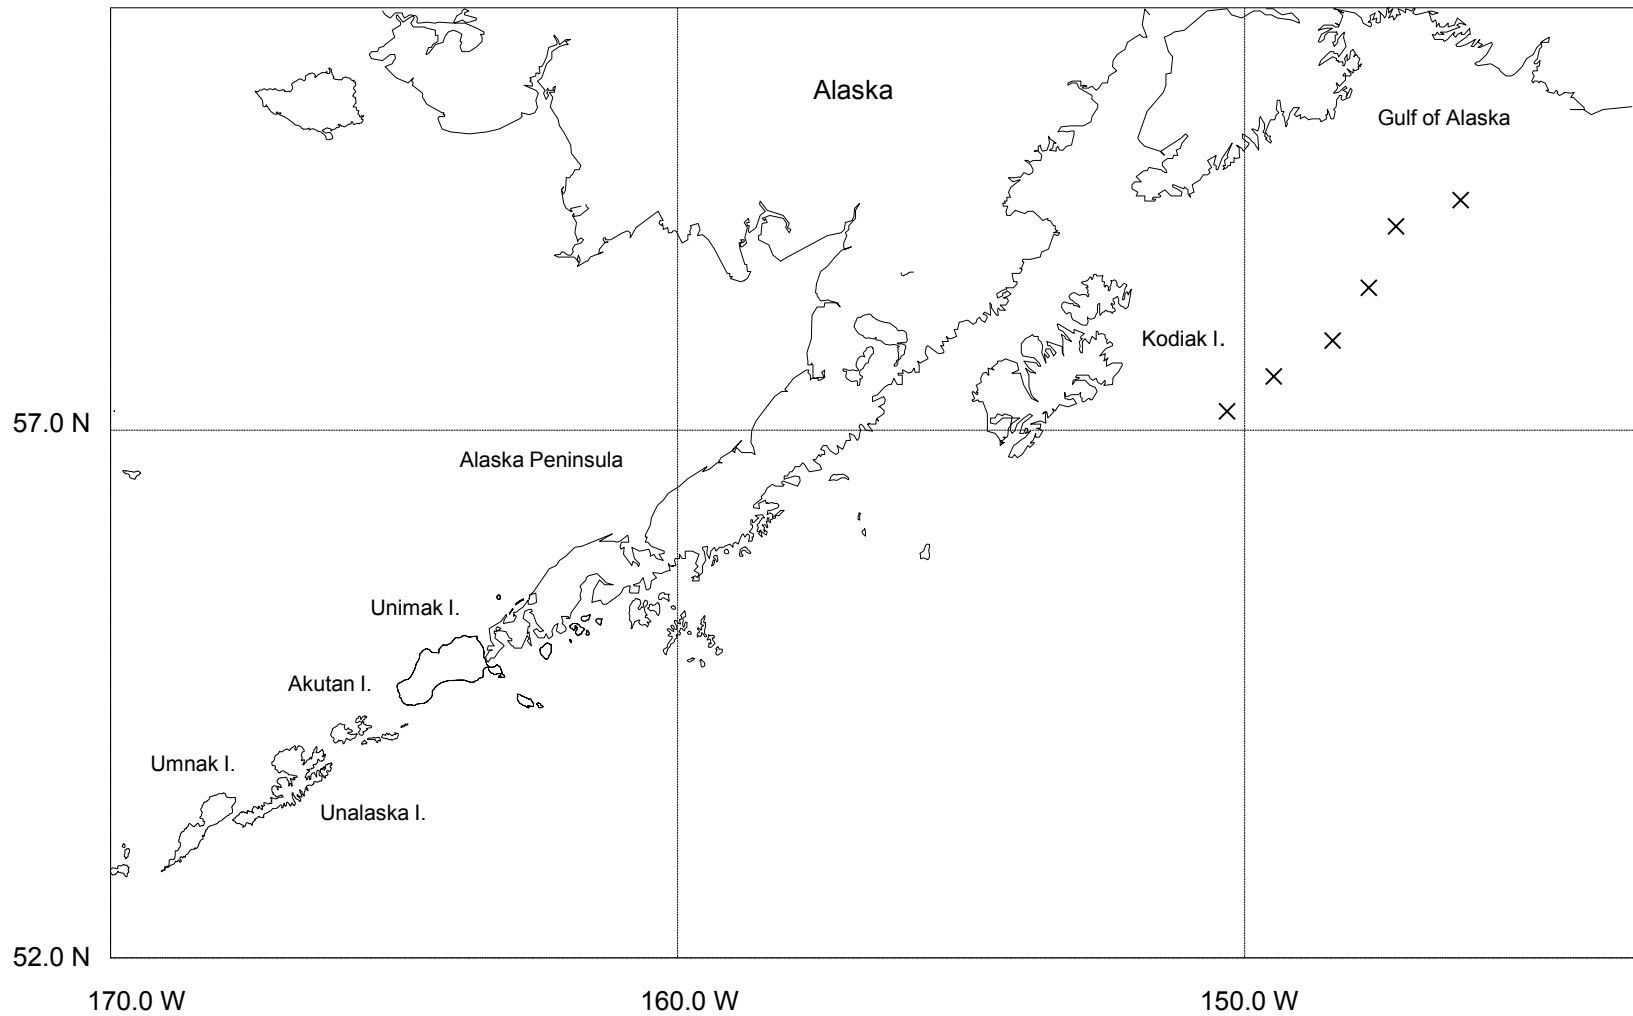 Alaska
Gulf of Alaska
Kodiak I.
57.0 N
Alaska Peninsula
Unimak I.
Akutan I.
Umnak I.
Unalaska I.
52.0 N
170.0 W
160.0 W
150.0 W